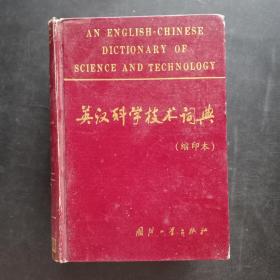 AN ENGLISH-CHINESE
DICTIONARY OF
SCIENCE AND TECHNOLOGY
英汉科学技术词典
(缩印本)
国防工业出版社